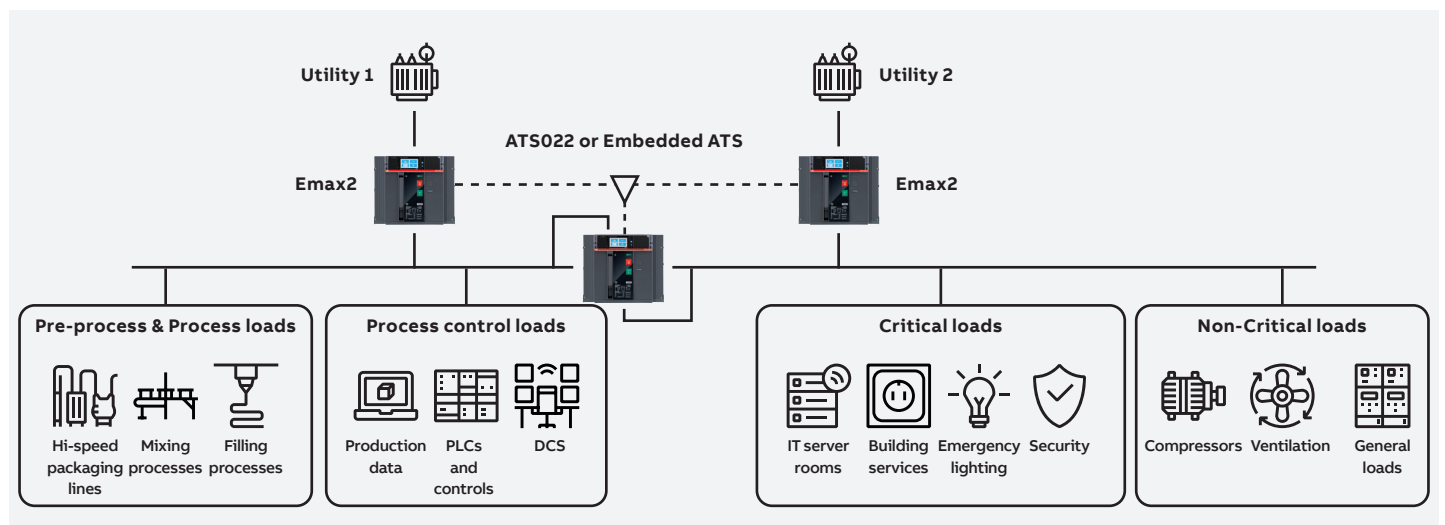 Utility 1
Utility 2
ATS022 or Embedded ATS
Emax2
Emax2
Pre-process & Process loads
Hi-speed
packaging
lines
Mixing
processes
Filling
processes
Process control loads
Production
data
PLCs
and
controls
DCS
Critical loads
IT server
rooms
Building
services
Emergency
lighting
Security
Non-Critical loads
Compressors
Ventilation
General
loads